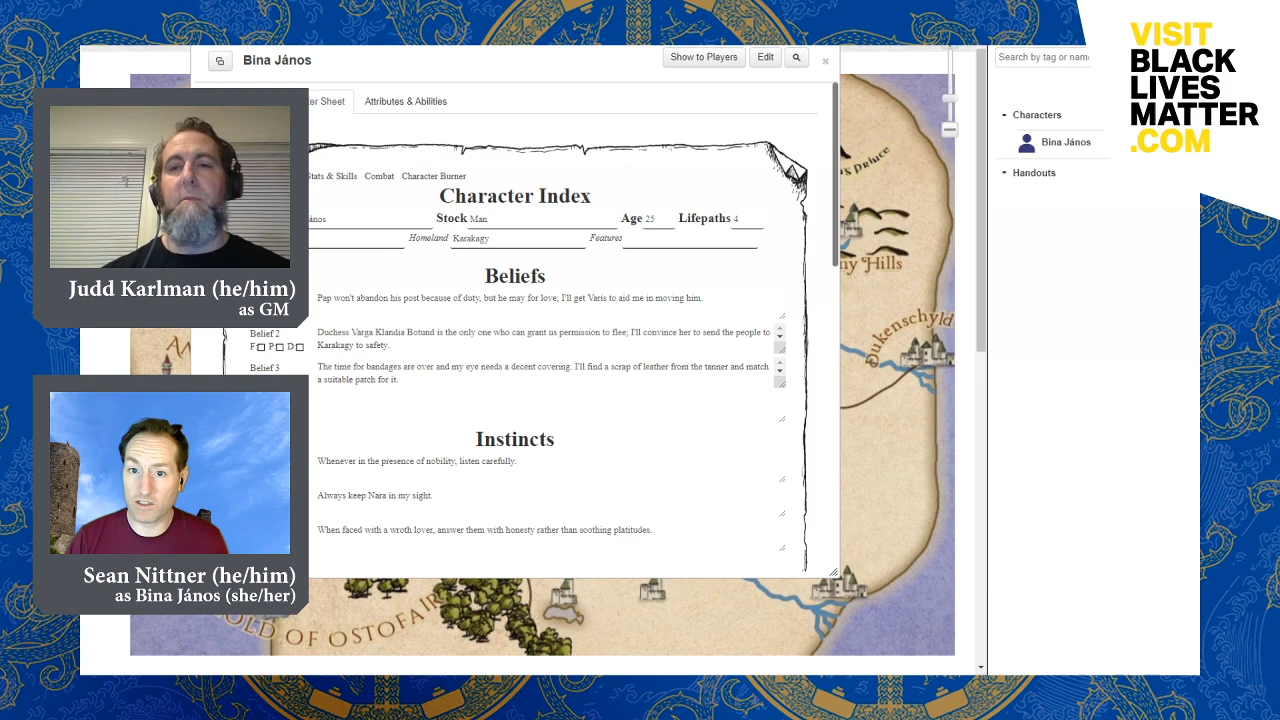 Bina János
Show to Players
Edit
Search by tag or name
VISIT
BLACK
LIVES
MATTER
.COM
Sheet
Attributes & Abilities
Characters
Bina János
Handouts
Stats & Skills Combat Character Burner
Character Index
Stock Man
Age 25
Lifepaths 4
Homeland Karakagy
Features
Beliefs
Pap won't abandon his post because of duty, but he may for love; I'll get Varis to aid me in moving him.
Belief 2
F P D
Duchess Varga Klandia Botund is the only one who can grant us permission to flee; I'll convince her to send the people to
Karakagy to safety.
Belief 3
The time for bandages are over and my eye needs a decent covering. I'll find a scrap of leather from the tanner and match
a suitable patch for it.
Instincts
Whenever in the presence of nobility, listen carefully.
Always keep Nara in my sight.
When faced with a wroth lover, answer them with honesty rather than soothing platitudes.
Judd Karlman (he/him)
as GM
Sean Nittner (he/him)
as Bina János (she/her)
Hills
Dukenschyld
OLD OF OSTOFAIR